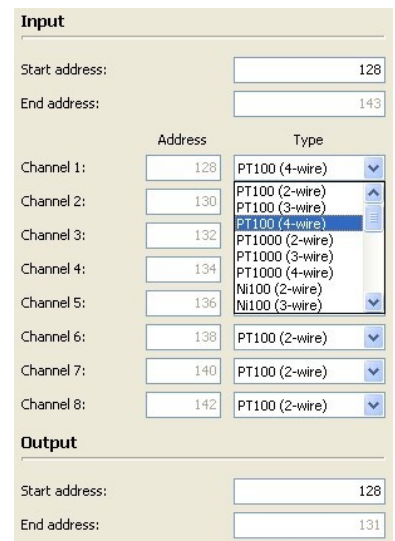 Input
Start address: 128
End address: 143
Address Type
Channel 1: 128 PT100 (4-wire)
Channel 2: 130 PT100 (2-wire)
PT100 (3-wire)
Channel 3: 132 PT100 (4-wire)
PT1000 (2-wire)
PT1000 (3-wire)
Channel 4: 134 PT1000 (4-wire)
Ni100 (2-wire)
Channel 5: 136 Ni100 (3-wire)
Channel 6: 138 PT100 (2-wire)
Channel 7: 140 PT100 (2-wire)
Channel 8: 142 PT100 (2-wire)
Output
Start address: 128
End address: 131